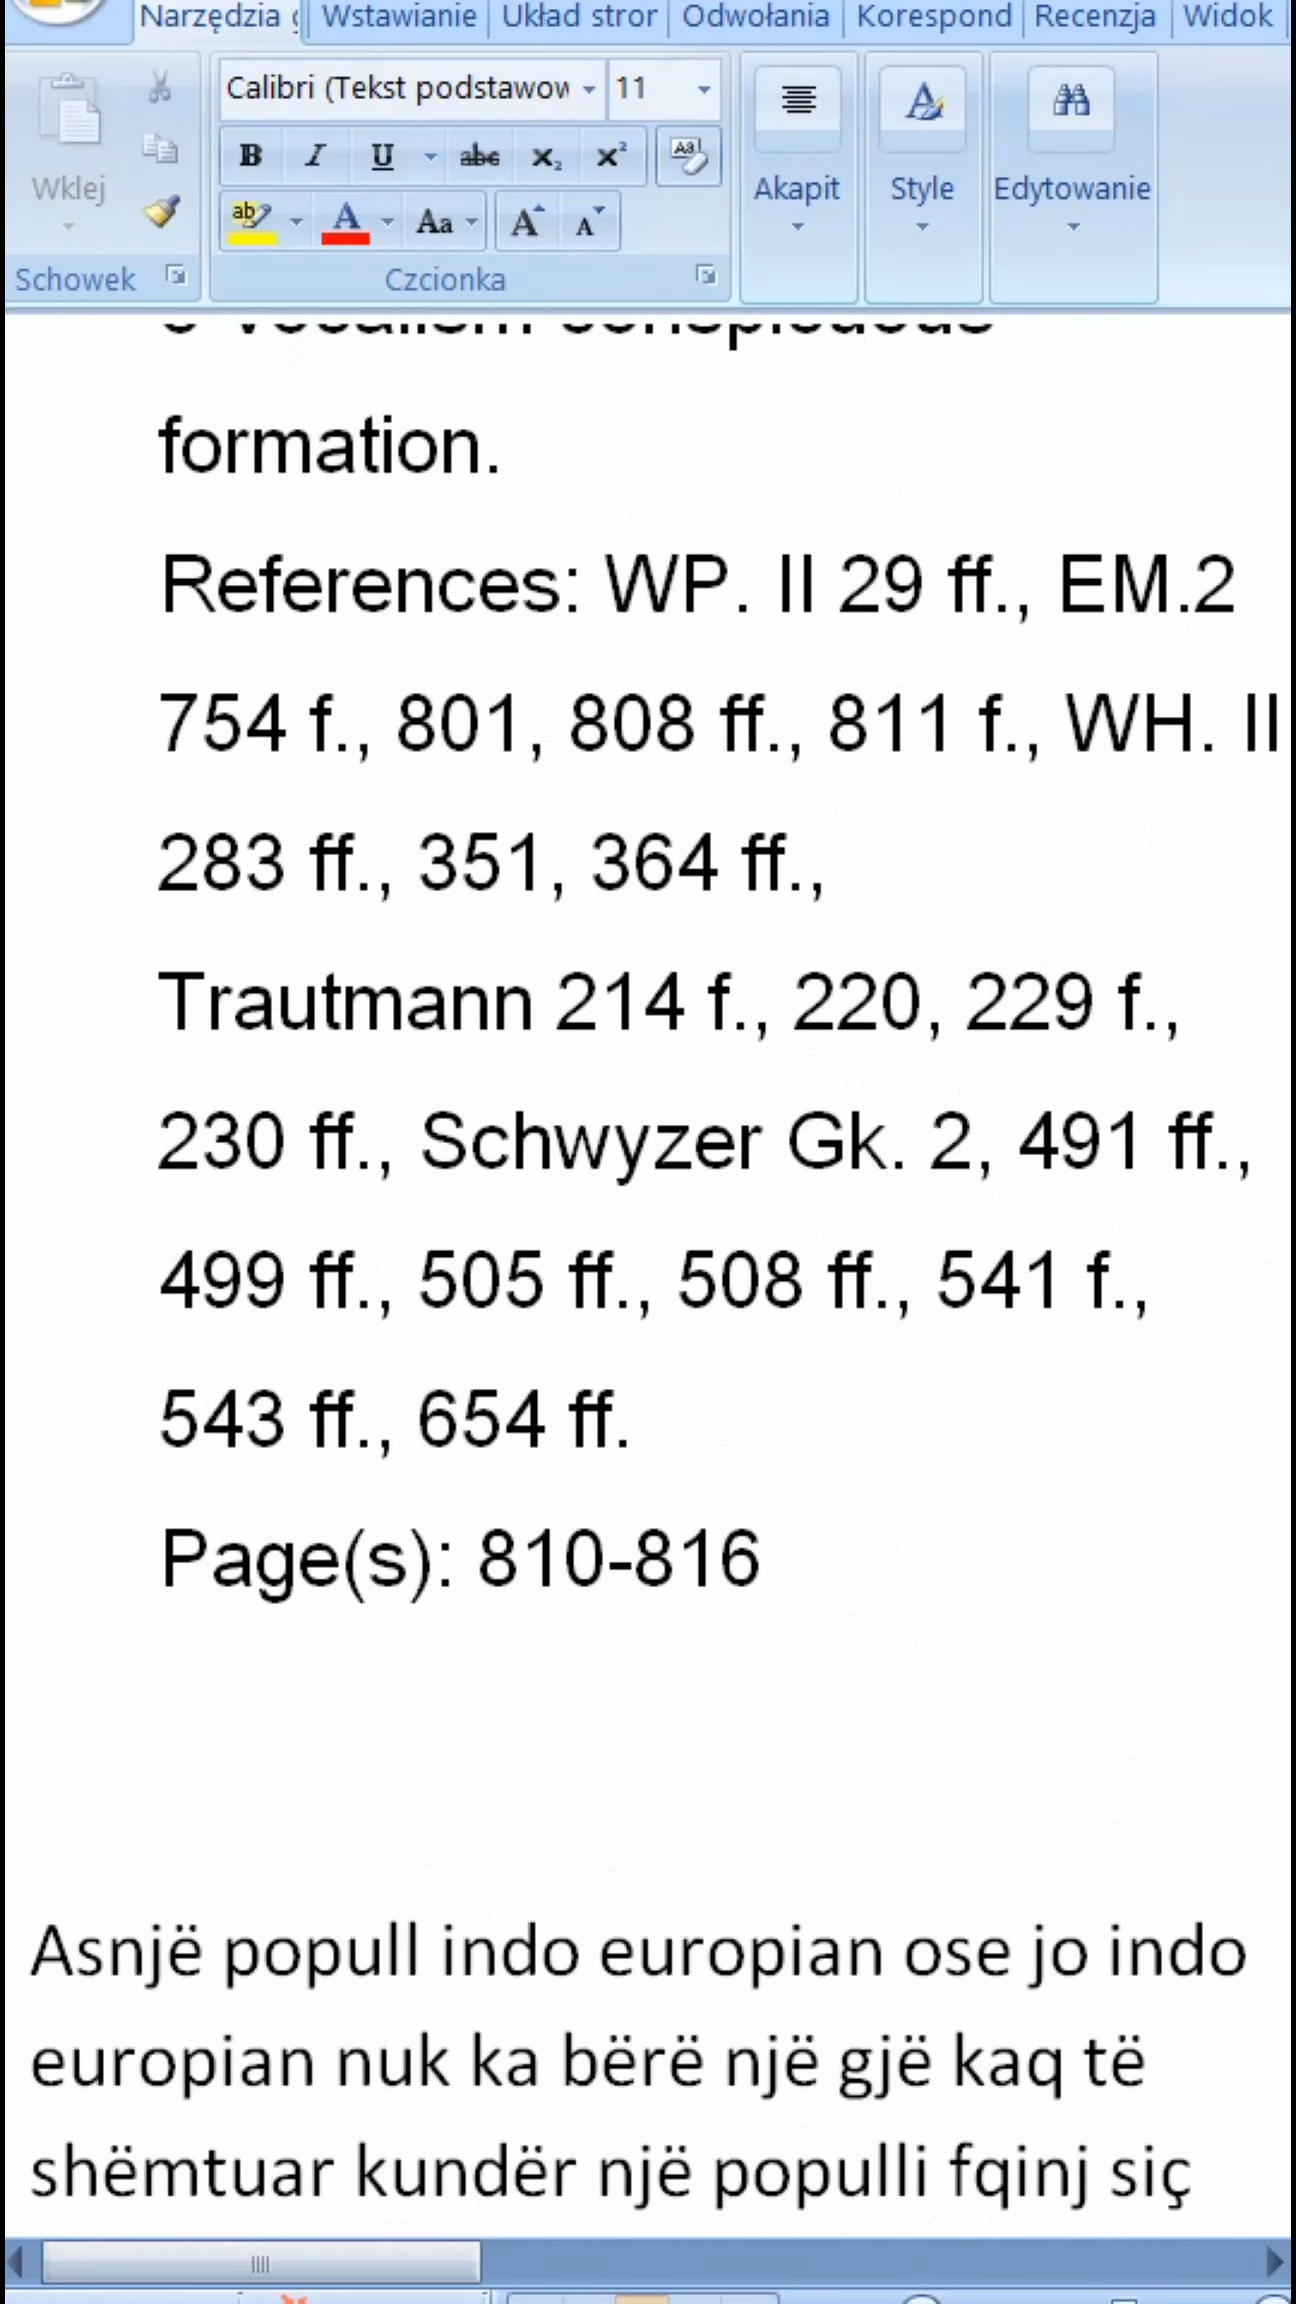 Narzędzia g Wstawianie Układ stror Odwołania Korespond Recenzja Widok
Calibri (Tekst podstawow 11
Wklej
Akapit Style Edytowanie
Schowek Czcionka
conspicuous
formation.
References: WP. II 29 ff., EM.2
754 f., 801, 808 ff., 811 f., WH. II
283 ff., 351, 364 ff.,
Trautmann 214 f., 220, 229 f.,
230 ff., Schwyzer Gk. 2, 491 ff.,
499 ff., 505 ff., 508 ff., 541 f.,
543 ff., 654 ff.
Page(s): 810-816
Asnjë popull indo europian ose jo indo
europian nuk ka bërë një gjë kaq të
shëmtuar kundër një populli fqinj siç